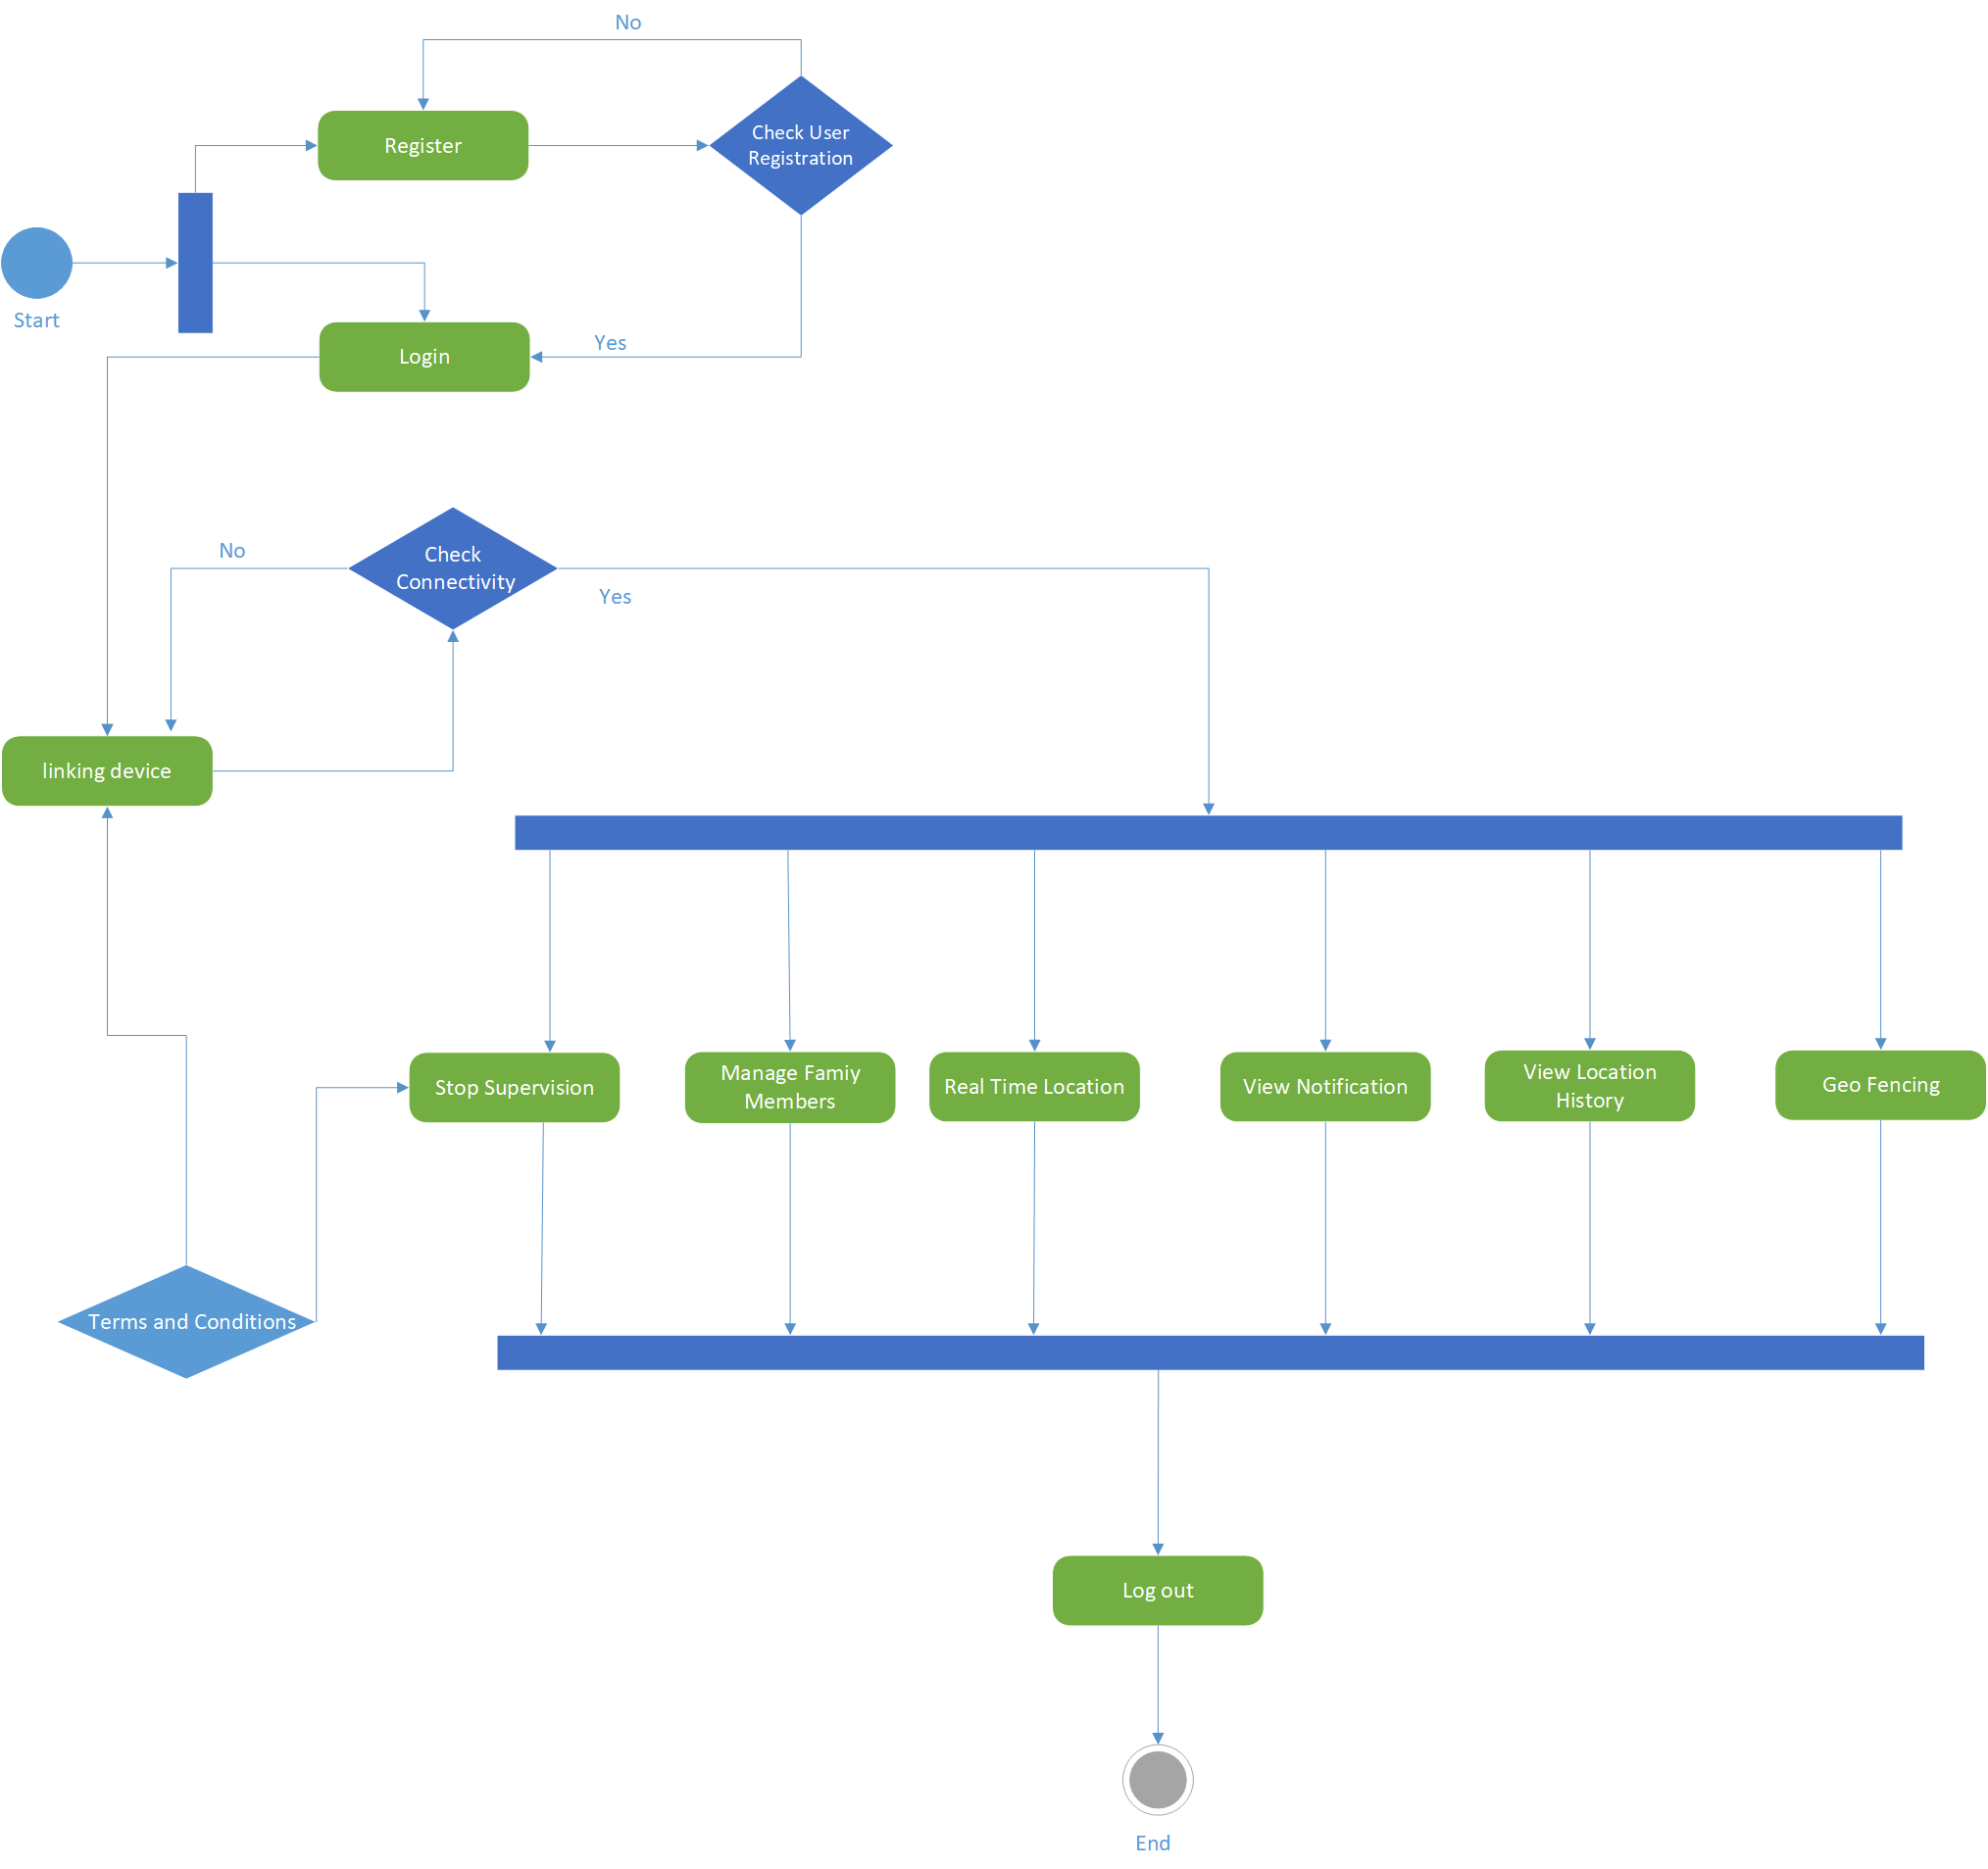 No
Register
Check User
Registration
Start
Login
Yes
No
Check
Connectivity
Yes
linking device
Stop Supervision
Manage Famiy
Members
Real Time Location
View Notification
View Location
History
Geo Fencing
Terms and Conditions
Log out
End